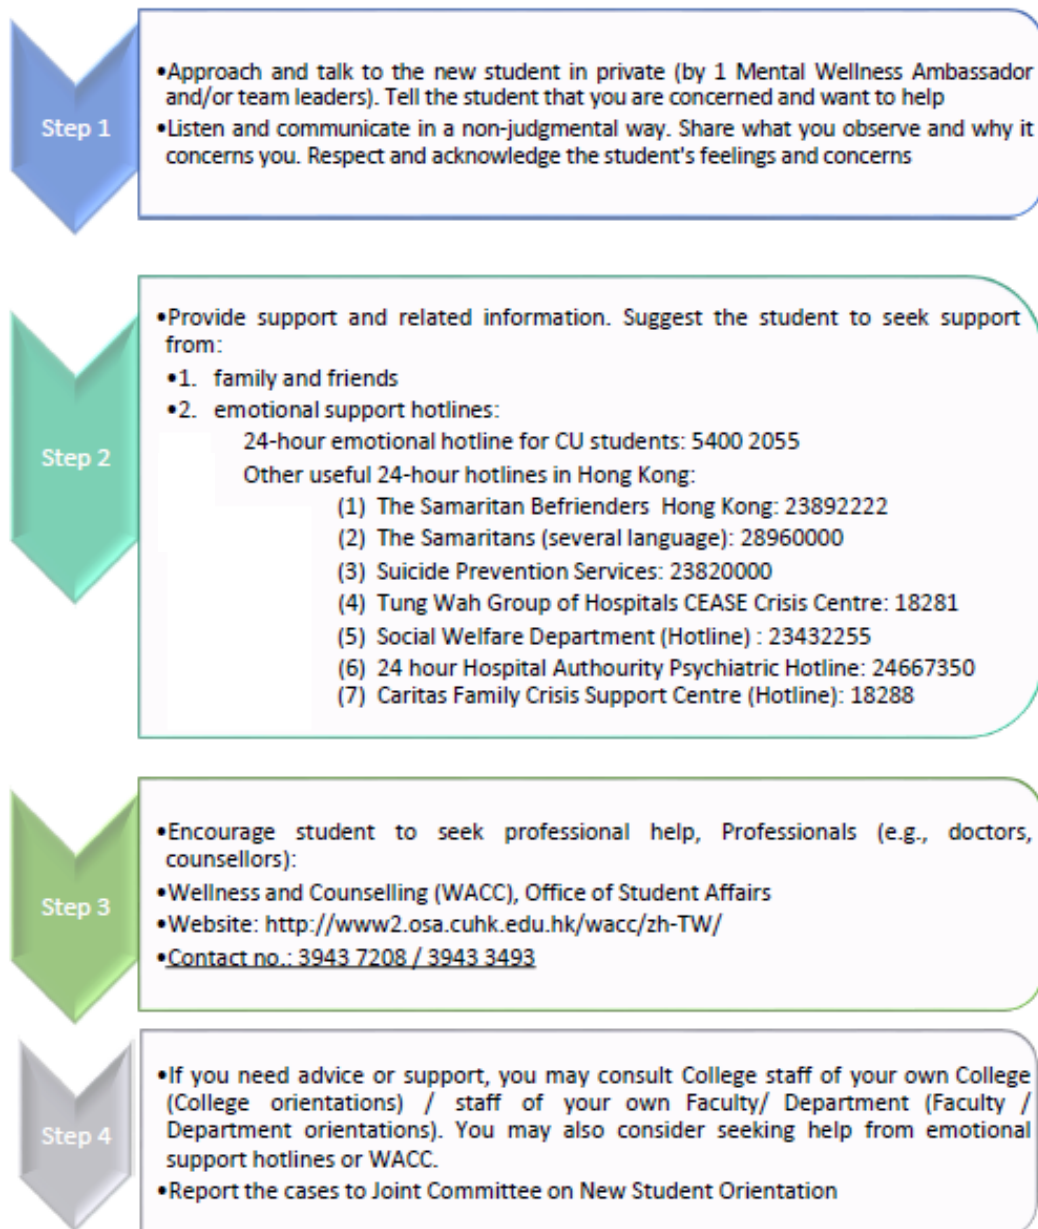 Step 1
•Approach and talk to the new student in private (by 1 Mental Wellness Ambassador
and/or team leaders). Tell the student that you are concerned and want to help
•Listen and communicate in a non-judgmental way. Share what you observe and why it
concerns you. Respect and acknowledge the student's feelings and concerns
Step 2
•Provide support and related information. Suggest the student to seek support
from:
•1. family and friends
•2. emotional support hotlines:
24-hour emotional hotline for CU students: 5400 2055
Other useful 24-hour hotlines in Hong Kong:
(1) The Samaritan Befrienders Hong Kong: 23892222
(2) The Samaritans (several language): 28960000
(3) Suicide Prevention Services: 23820000
(4) Tung Wah Group of Hospitals CEASE Crisis Centre: 18281
(5) Social Welfare Department (Hotline) : 23432255
(6) 24 hour Hospital Authourity Psychiatric Hotline: 24667350
(7) Caritas Family Crisis Support Centre (Hotline): 18288
Step 3
•Encourage student to seek professional help, Professionals (e.g., doctors,
counsellors):
•Wellness and Counselling (WACC), Office of Student Affairs
•Website: http://www2.osa.cuhk.edu.hk/wacc/zh-TW/
•Contact no.: 3943 7208 / 3943 3493
Step 4
•If you need advice or support, you may consult College staff of your own College
(College orientations) / staff of your own Faculty/ Department (Faculty /
Department orientations). You may also consider seeking help from emotional
support hotlines or WACC.
•Report the cases to Joint Committee on New Student Orientation